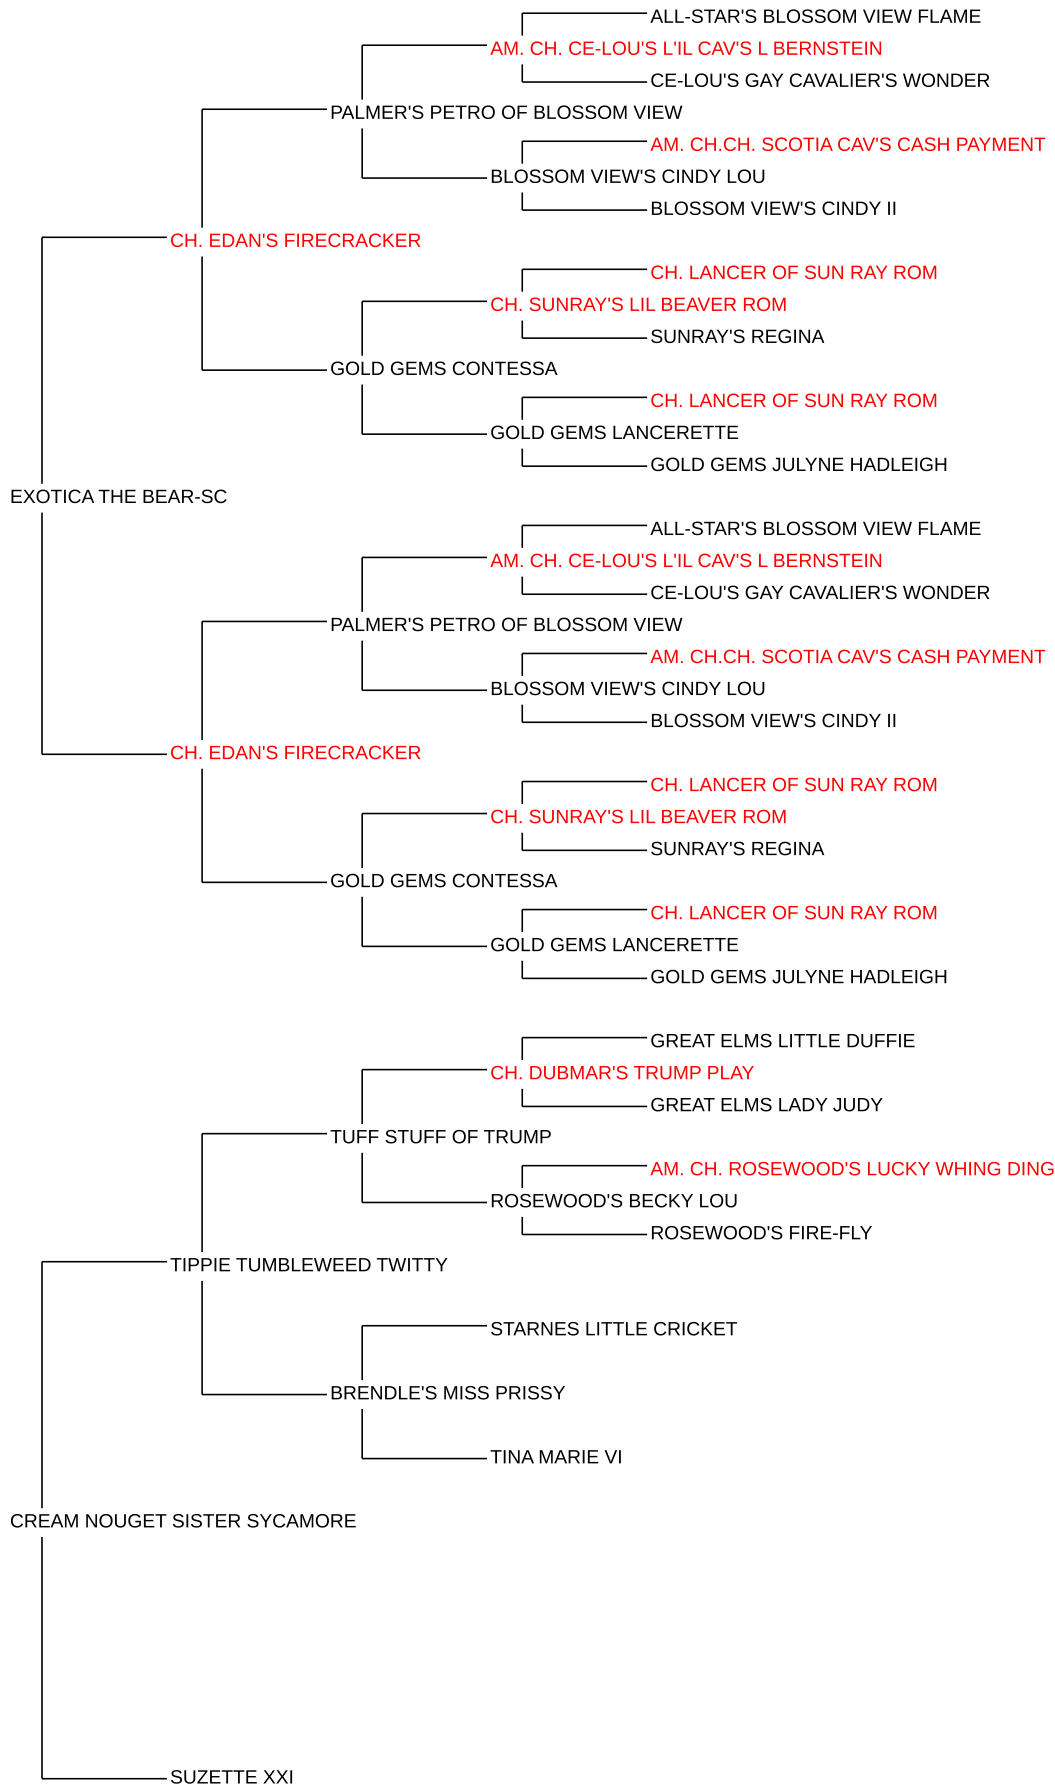 ALL-STAR'S BLOSSOM VIEW FLAME
AM. CH. CE-LOU'S L'IL CAV'S L BERNSTEIN
CE-LOU'S GAY CAVALIER'S WONDER
PALMER'S PETRO OF BLOSSOM VIEW
AM. CH.CH. SCOTIA CAV'S CASH PAYMENT
BLOSSOM VIEW'S CINDY LOU
BLOSSOM VIEW'S CINDY II
CH. EDAN'S FIRECRACKER
CH. LANCER OF SUN RAY ROM
CH. SUNRAY'S LIL BEAVER ROM
SUNRAY'S REGINA
GOLD GEMS CONTESSA
CH. LANCER OF SUN RAY ROM
GOLD GEMS LANCERETTE
GOLD GEMS JULYNE HADLEIGH
EXOTICA THE BEAR-SC
ALL-STAR'S BLOSSOM VIEW FLAME
AM. CH. CE-LOU'S L'IL CAV'S L BERNSTEIN
CE-LOU'S GAY CAVALIER'S WONDER
PALMER'S PETRO OF BLOSSOM VIEW
AM. CH.CH. SCOTIA CAV'S CASH PAYMENT
BLOSSOM VIEW'S CINDY LOU
BLOSSOM VIEW'S CINDY II
CH. EDAN'S FIRECRACKER
CH. LANCER OF SUN RAY ROM
CH. SUNRAY'S LIL BEAVER ROM
SUNRAY'S REGINA
GOLD GEMS CONTESSA
CH. LANCER OF SUN RAY ROM
GOLD GEMS LANCERETTE
GOLD GEMS JULYNE HADLEIGH
GREAT ELMS LITTLE DUFFIE
CH. DUBMAR'S TRUMP PLAY
GREAT ELMS LADY JUDY
TUFF STUFF OF TRUMP
AM. CH. ROSEWOOD'S LUCKY WHING DING
ROSEWOOD'S BECKY LOU
ROSEWOOD'S FIRE-FLY
TIPPIE TUMBLEWEED TWITTY
STARNES LITTLE CRICKET
BRENDLE'S MISS PRISSY
TINA MARIE VI
CREAM NOUGET SISTER SYCAMORE
SUZETTE XXI